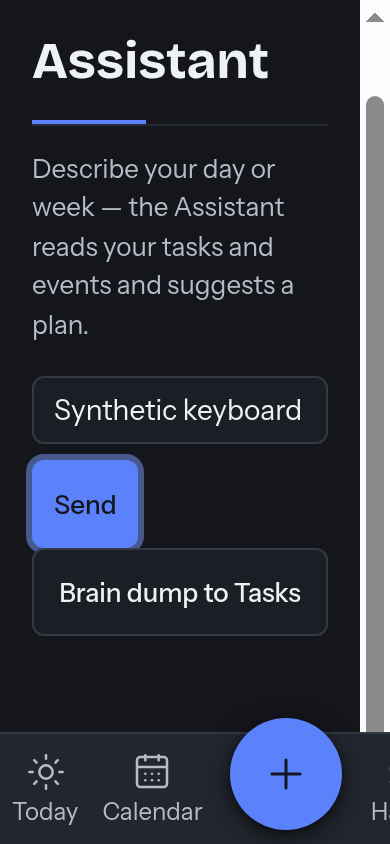 Assistant
Describe your day or
week — the Assistant
reads your tasks and
events and suggests a
plan.
Synthetic keyboard
Send
Brain dump to Tasks
Today
Calendar